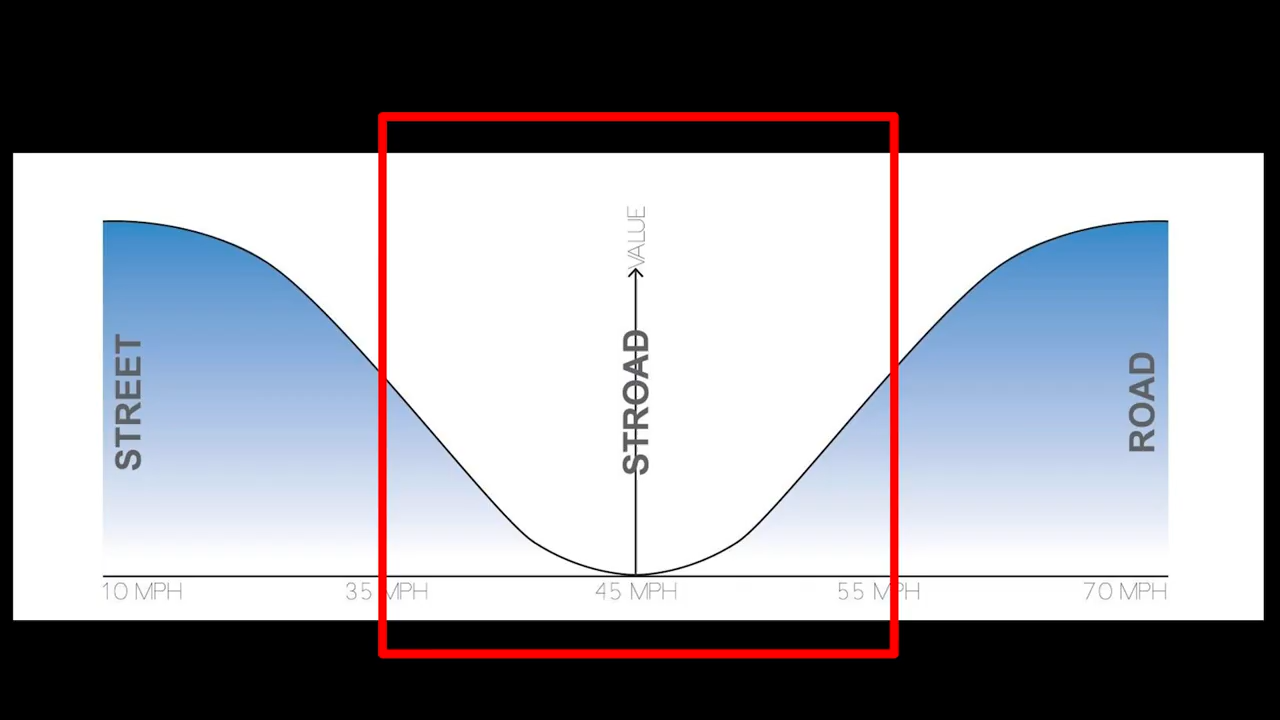 VALUE
STREET
STROAD
ROAD
10 MPH
35 MPH
45 MPH
55 MPH
70 MPH